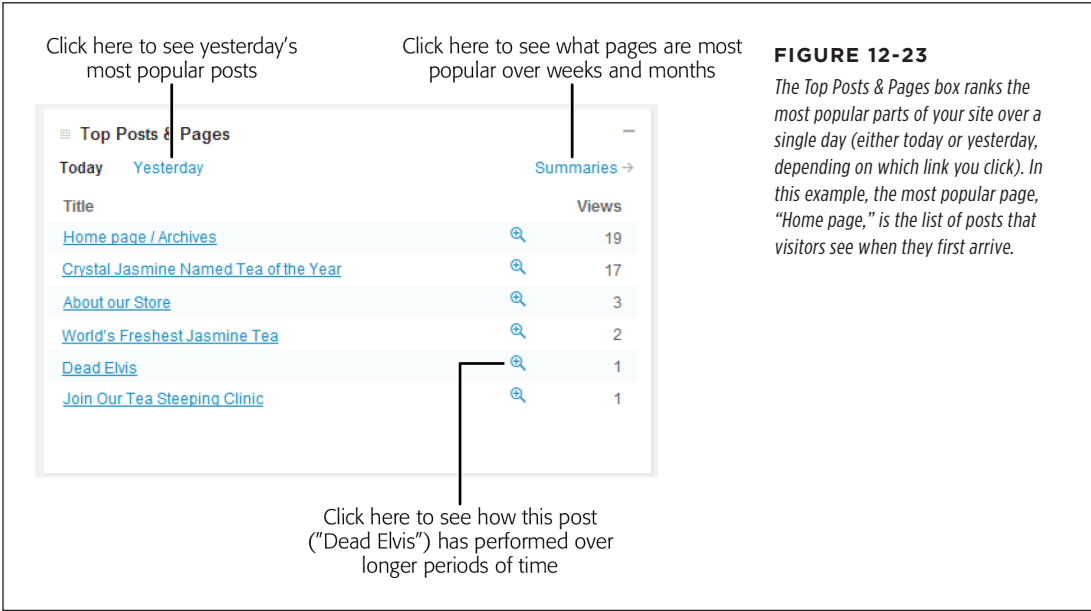 Click here to see yesterday's
most popular posts
Click here to see what pages are most
popular over weeks and months
Top Posts & Pages
Today Yesterday Summaries →
Title Views
Home page / Archives 19
Crystal Jasmine Named Tea of the Year 17
About our Store 3
World's Freshest Jasmine Tea 2
Dead Elvis 1
Join Our Tea Steeping Clinic 1
Click here to see how this post
("Dead Elvis") has performed over
longer periods of time
FIGURE 12-23
The Top Posts & Pages box ranks the
most popular parts of your site over a
single day (either today or yesterday,
depending on which link you click). In
this example, the most popular page,
“Home page,” is the list of posts that
visitors see when they first arrive.